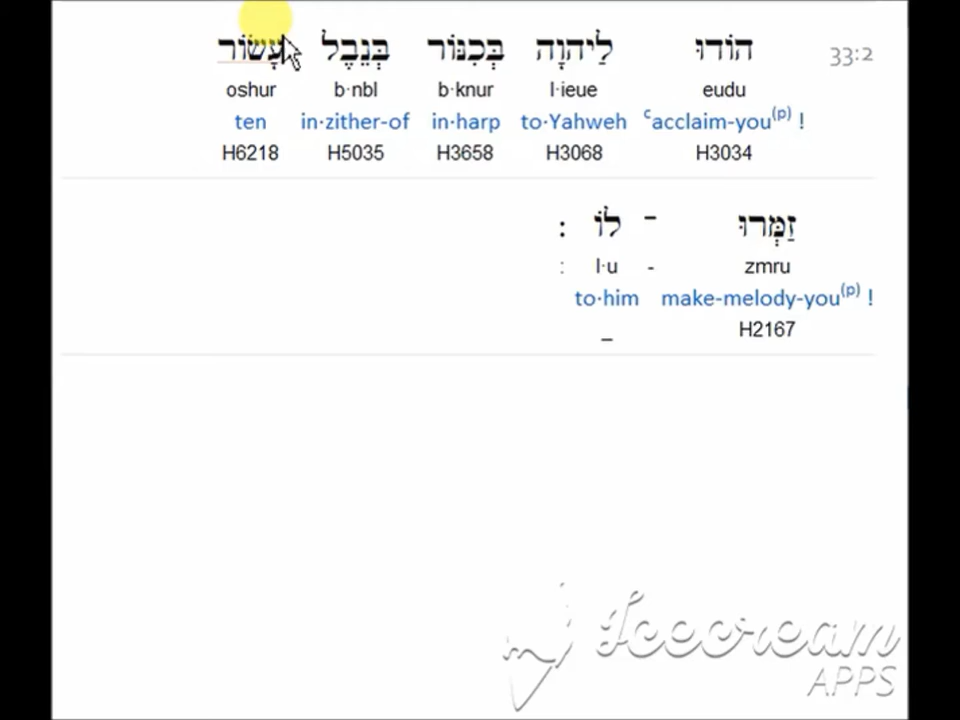 33:2 הוֹדוּ לַיהוָה בְּכִנּוֹר בְּנֵבֶל עָשׂוֹר
eudu l·ieue b·knur b·nbl oshur
ᶜacclaim-you⁽ᵖ⁾ ! to·Yahweh in·harp in·zither-of ten
H3034 H3068 H3658 H5035 H6218
זַמְּרוּ ־ לוֹ :
zmru - l·u :
make-melody-you⁽ᵖ⁾ ! to·him
H2167 _
Icecream
APPS